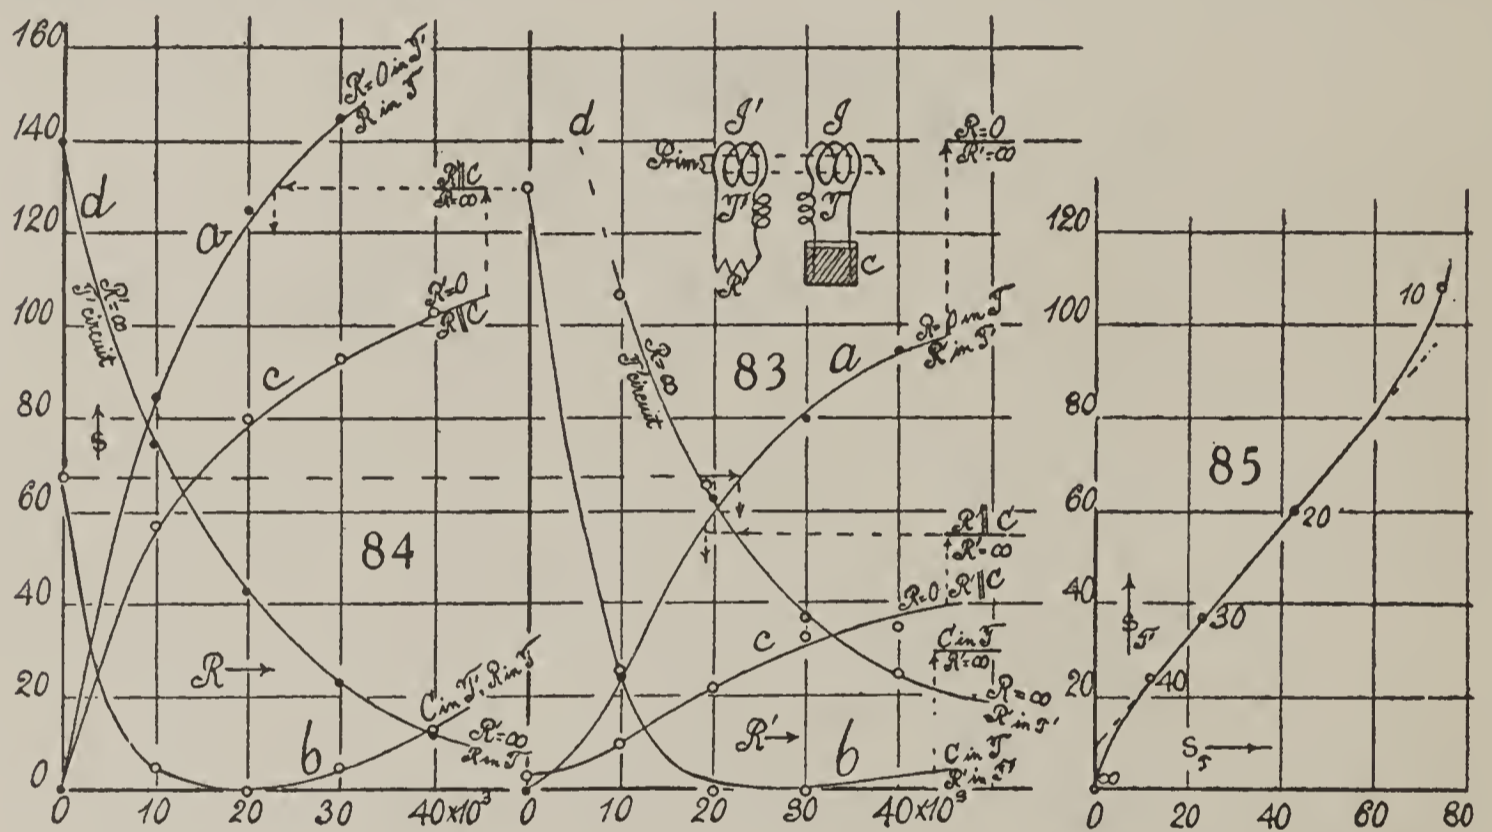 160
140
120
100
80
60
40
20
0
d
a
R=0 in T'
R in T
R'=∞
T' circuit
R∥C
R'=∞
R'=0
R∥C
c
$
84
R→
b
C in T', R in T
R'=∞
R in T
0 10 20 30 40×10³
d
J' J
Prim.
T' T
R' C
R=0
R'=∞
R=∞
T' circuit
83
a
R=0 in T
R' in T'
R'∥C
R'=∞
R=0 R'∥C
c
C in T
R'=∞
R=∞
R' in T'
R'→
b
C in T
R' in T'
0 10 20 30 40×10³
120
100
80
60
40
20
0
10
85
20
30
40
∞
$
T'
S
T
0 20 40 60 80